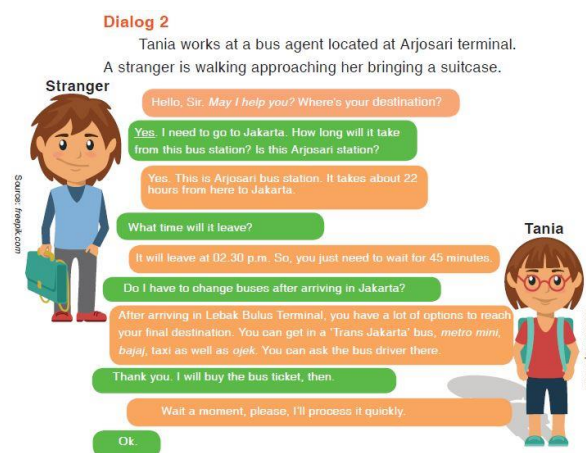 Dialog 2
Tania works at a bus agent located at Arjosari terminal.
A stranger is walking approaching her bringing a suitcase.
Stranger
Hello, Sir. May I help you? Where's your destination?
Yes. I need to go to Jakarta. How long will it take
from this bus station? Is this Arjosari station?
Yes. This is Arjosari bus station. It takes about 22
hours from here to Jakarta.
Source: freepik.com
What time will it leave?
Tania
It will leave at 02.30 p.m. So, you just need to wait for 45 minutes.
Do I have to change buses after arriving in Jakarta?
After arriving in Lebak Bulus Terminal, you have a lot of options to reach
your final destination. You can get in a 'Trans Jakarta' bus, metro mini,
bajaj, taxi as well as ojek. You can ask the bus driver there.
Thank you. I will buy the bus ticket, then.
Wait a moment, please, I'll process it quickly.
Ok.